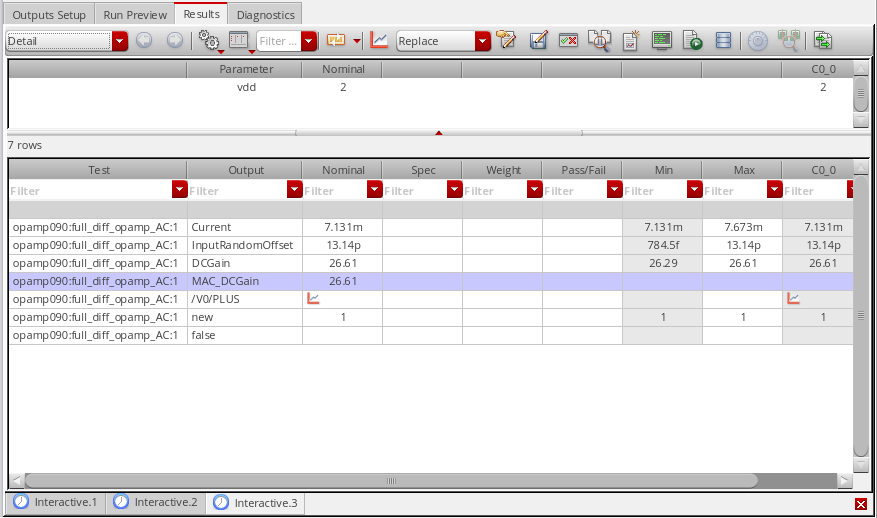 Outputs Setup Run Preview Results Diagnostics
Detail Filter ... Replace
Parameter Nominal C0_0
vdd 2 2
7 rows
Test Output Nominal Spec Weight Pass/Fail Min Max C0_0
Filter Filter Filter Filter Filter Filter Filter Filter Filter
opamp090:full_diff_opamp_AC:1 Current 7.131m 7.131m 7.673m 7.131m
opamp090:full_diff_opamp_AC:1 InputRandomOffset 13.14p 784.5f 13.14p 13.14p
opamp090:full_diff_opamp_AC:1 DCGain 26.61 26.29 26.61 26.61
opamp090:full_diff_opamp_AC:1 MAC_DCGain 26.61
opamp090:full_diff_opamp_AC:1 /V0/PLUS
opamp090:full_diff_opamp_AC:1 new 1 1 1 1
opamp090:full_diff_opamp_AC:1 false
Interactive.1 Interactive.2 Interactive.3